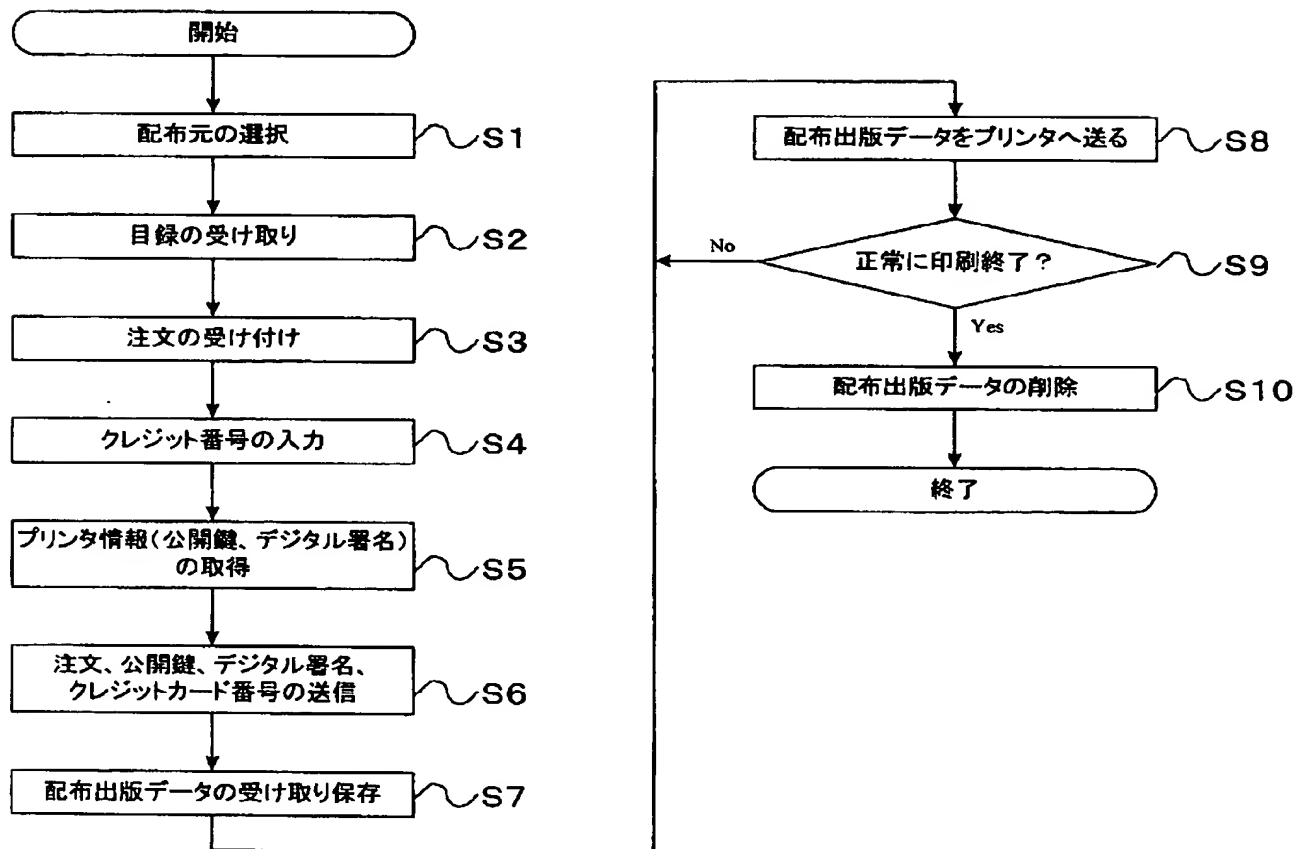 開始
配布元の選択
S1
目録の受け取り
S2
注文の受け付け
S3
クレジット番号の入力
S4
プリンタ情報(公開鍵、デジタル署名)
の取得
S5
注文、公開鍵、デジタル署名、
クレジットカード番号の送信
S6
配布出版データの受け取り保存
S7
配布出版データをプリンタへ送る
S8
No
正常に印刷終了?
S9
Yes
配布出版データの削除
S10
終了